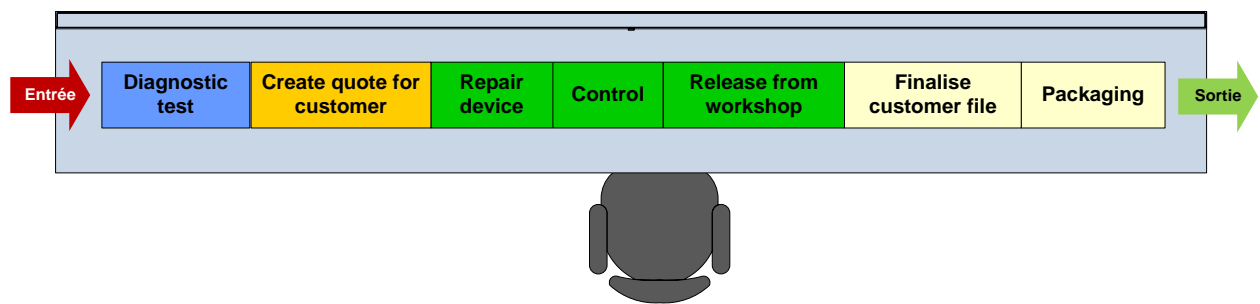 Entrée
Diagnostic
test
Create quote for
customer
Repair
device
Control
Release from
workshop
Finalise
customer file
Packaging
Sortie